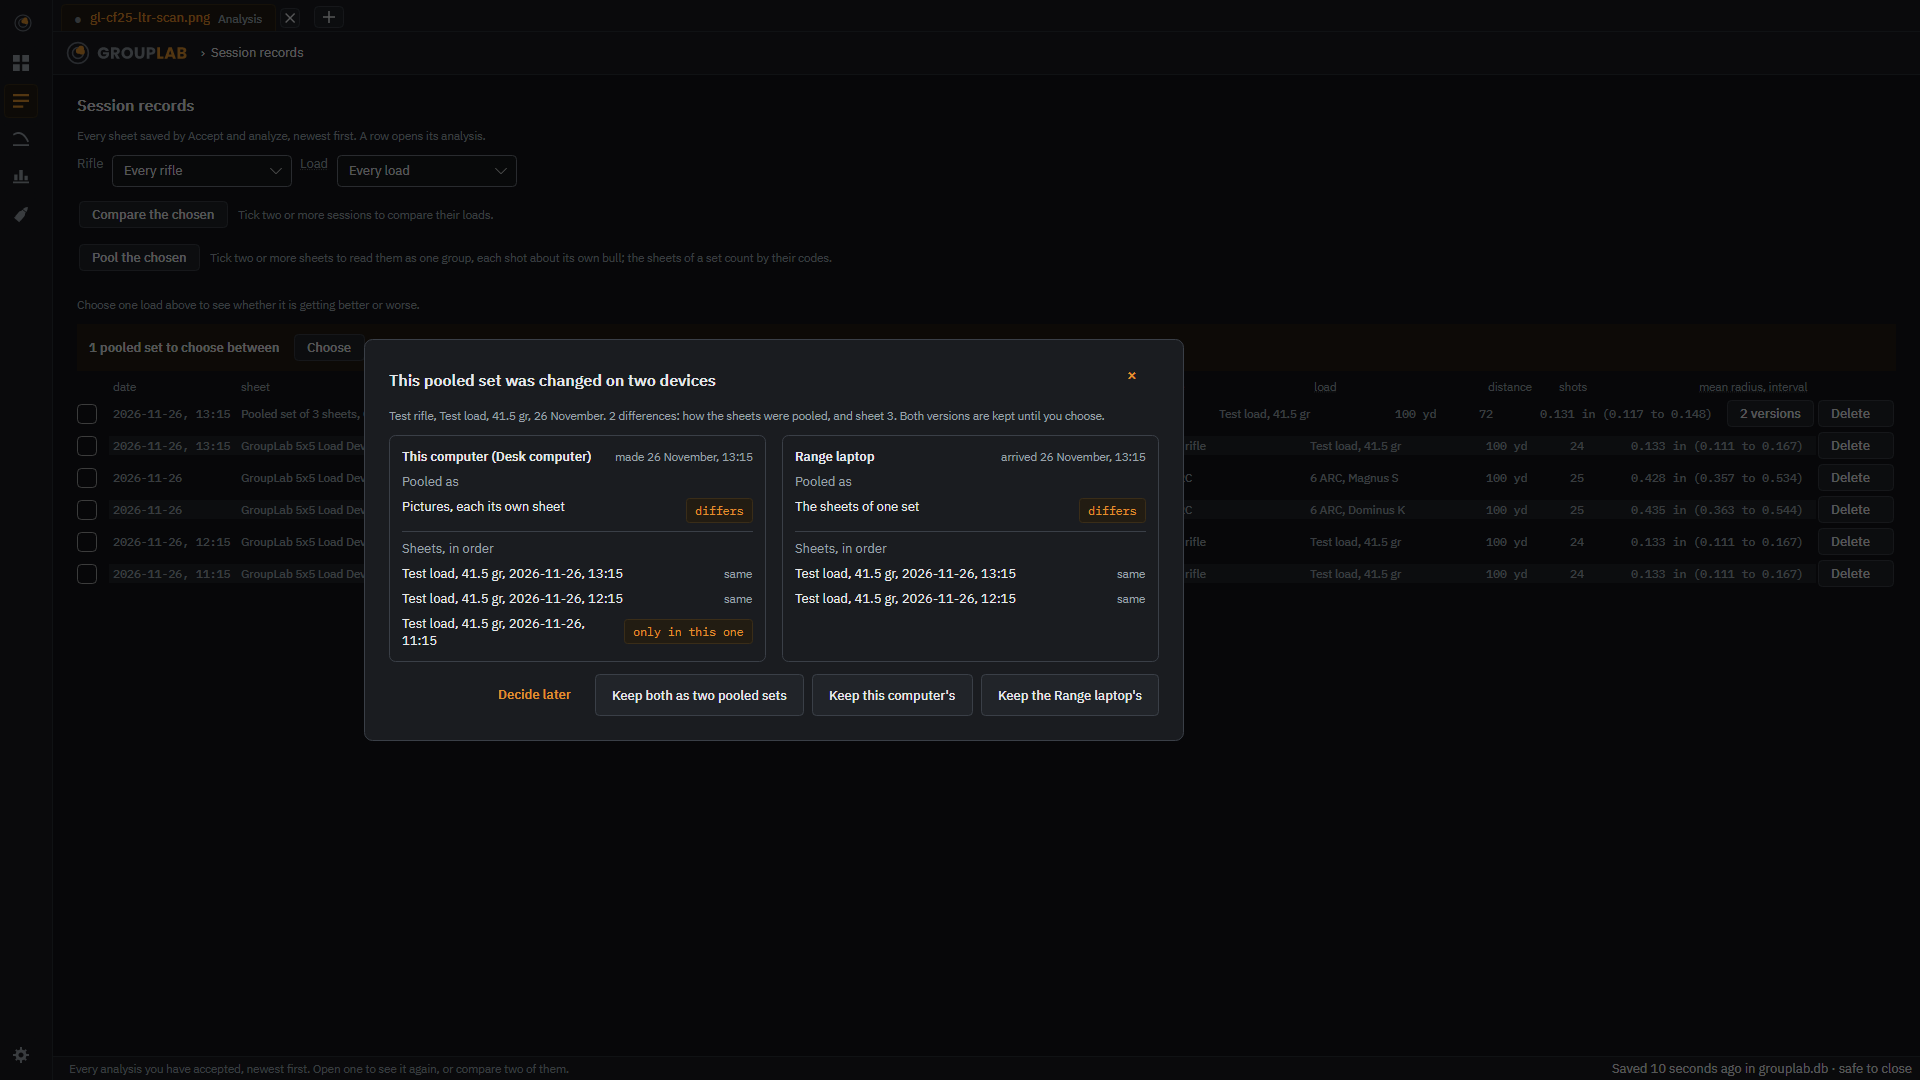 gl-cf25-ltr-scan.png Analysis
GROUPLAB › Session records
Session records
Every sheet saved by Accept and analyze, newest first. A row opens its analysis.
Rifle Every rifle Load Every load
Compare the chosen Tick two or more sessions to compare their loads.
Pool the chosen Tick two or more sheets to read them as one group, each shot about its own bull; the sheets of a set count by their codes.
Choose one load above to see whether it is getting better or worse.
1 pooled set to choose between Choose
date sheet load distance shots mean radius, interval
2026-11-26, 13:15 Pooled set of 3 sheets, Test load, 41.5 gr 100 yd 72 0.131 in (0.117 to 0.148) 2 versions Delete
2026-11-26, 13:15 GroupLab 5x5 Load Dev rifle Test load, 41.5 gr 100 yd 24 0.133 in (0.111 to 0.167) Delete
2026-11-26 GroupLab 5x5 Load Dev RC 6 ARC, Magnus S 100 yd 25 0.428 in (0.357 to 0.534) Delete
2026-11-26 GroupLab 5x5 Load Dev RC 6 ARC, Dominus K 100 yd 25 0.435 in (0.363 to 0.544) Delete
2026-11-26, 12:15 GroupLab 5x5 Load Dev rifle Test load, 41.5 gr 100 yd 24 0.133 in (0.111 to 0.167) Delete
2026-11-26, 11:15 GroupLab 5x5 Load Dev rifle Test load, 41.5 gr 100 yd 24 0.133 in (0.111 to 0.167) Delete
This pooled set was changed on two devices
Test rifle, Test load, 41.5 gr, 26 November. 2 differences: how the sheets were pooled, and sheet 3. Both versions are kept until you choose.
This computer (Desk computer) made 26 November, 13:15
Pooled as
Pictures, each its own sheet differs
Sheets, in order
Test load, 41.5 gr, 2026-11-26, 13:15 same
Test load, 41.5 gr, 2026-11-26, 12:15 same
Test load, 41.5 gr, 2026-11-26,
11:15 only in this one
Range laptop arrived 26 November, 13:15
Pooled as
The sheets of one set differs
Sheets, in order
Test load, 41.5 gr, 2026-11-26, 13:15 same
Test load, 41.5 gr, 2026-11-26, 12:15 same
Decide later Keep both as two pooled sets Keep this computer's Keep the Range laptop's
Every analysis you have accepted, newest first. Open one to see it again, or compare two of them.
Saved 10 seconds ago in grouplab.db · safe to close